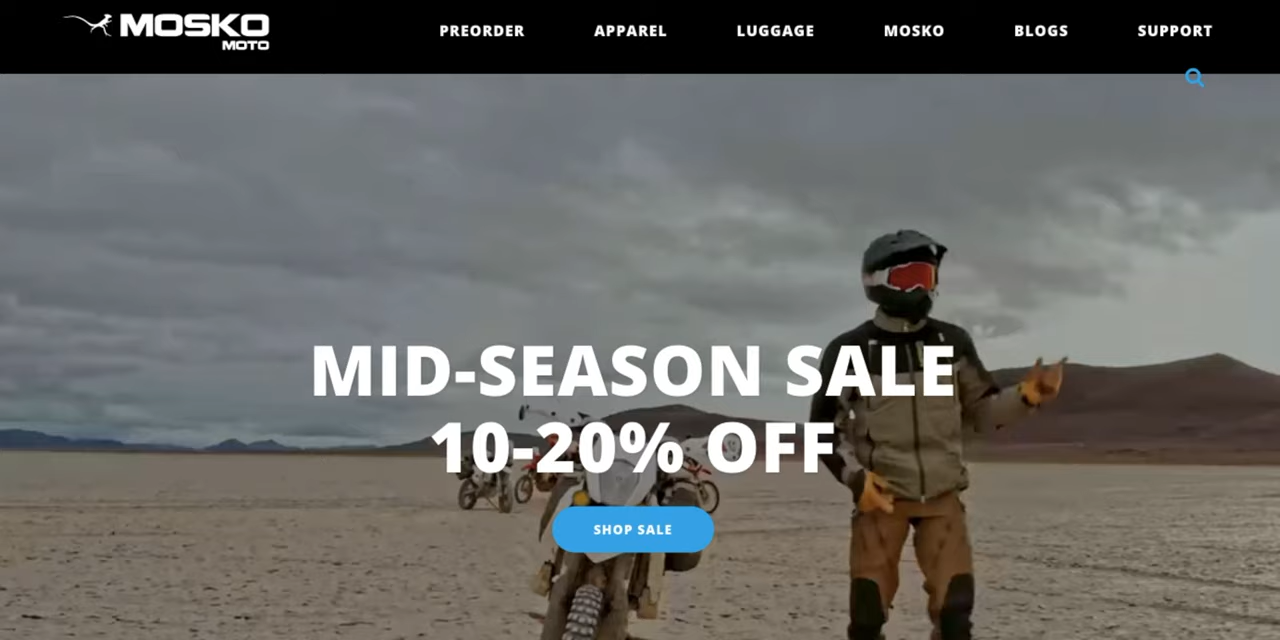 MOSKO
MOTO
PREORDER APPAREL LUGGAGE MOSKO BLOGS SUPPORT
MID-SEASON SALE
10-20% OFF
SHOP SALE